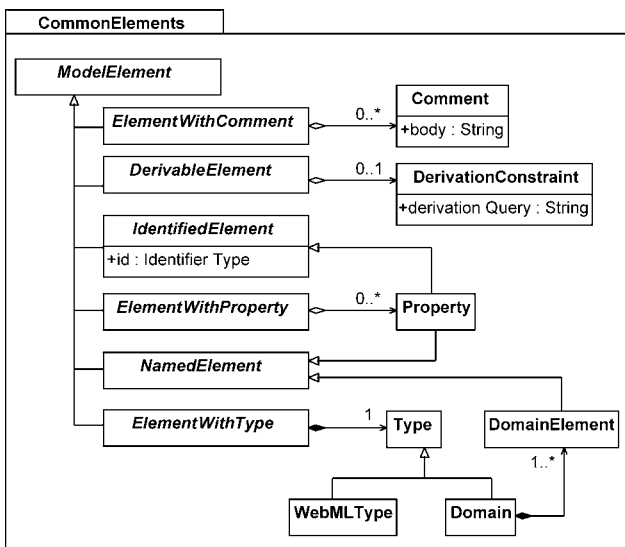 CommonElements
ModelElement
ElementWithComment
0..*
Comment
+body : String
DerivableElement
0..1
DerivationConstraint
+derivation Query : String
IdentifiedElement
+id : Identifier Type
ElementWithProperty
0..*
Property
NamedElement
ElementWithType
1
Type
DomainElement
1..*
WebMLType
Domain